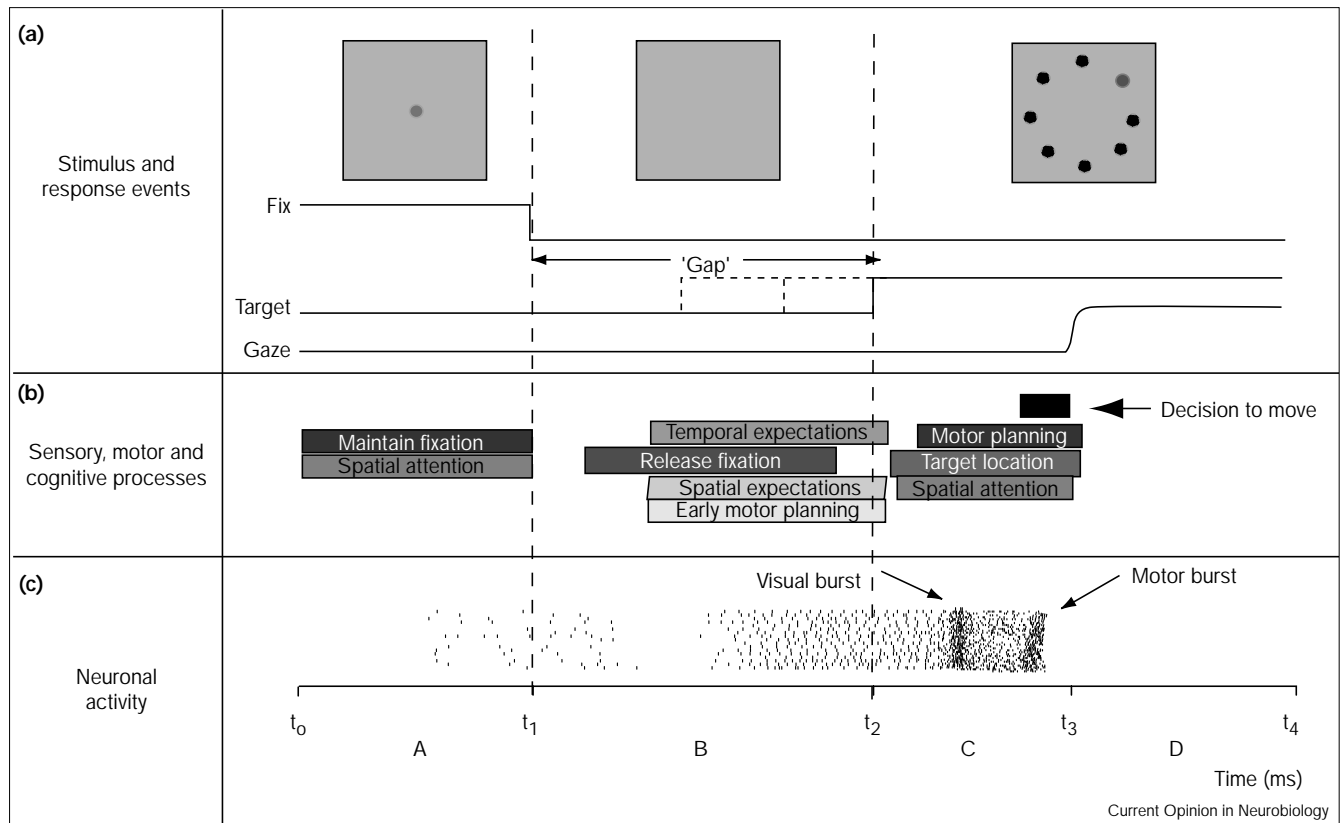 (a)
Stimulus and
response events
Fix
'Gap'
Target
Gaze
(b)
Sensory, motor and
cognitive processes
Decision to move
Maintain fixation
Spatial attention
Temporal expectations
Release fixation
Spatial expectations
Early motor planning
Motor planning
Target location
Spatial attention
(c)
Neuronal
activity
Visual burst
Motor burst
to
t1
t2
t3
t4
A
B
C
D
Time (ms)
Current Opinion in Neurobiology